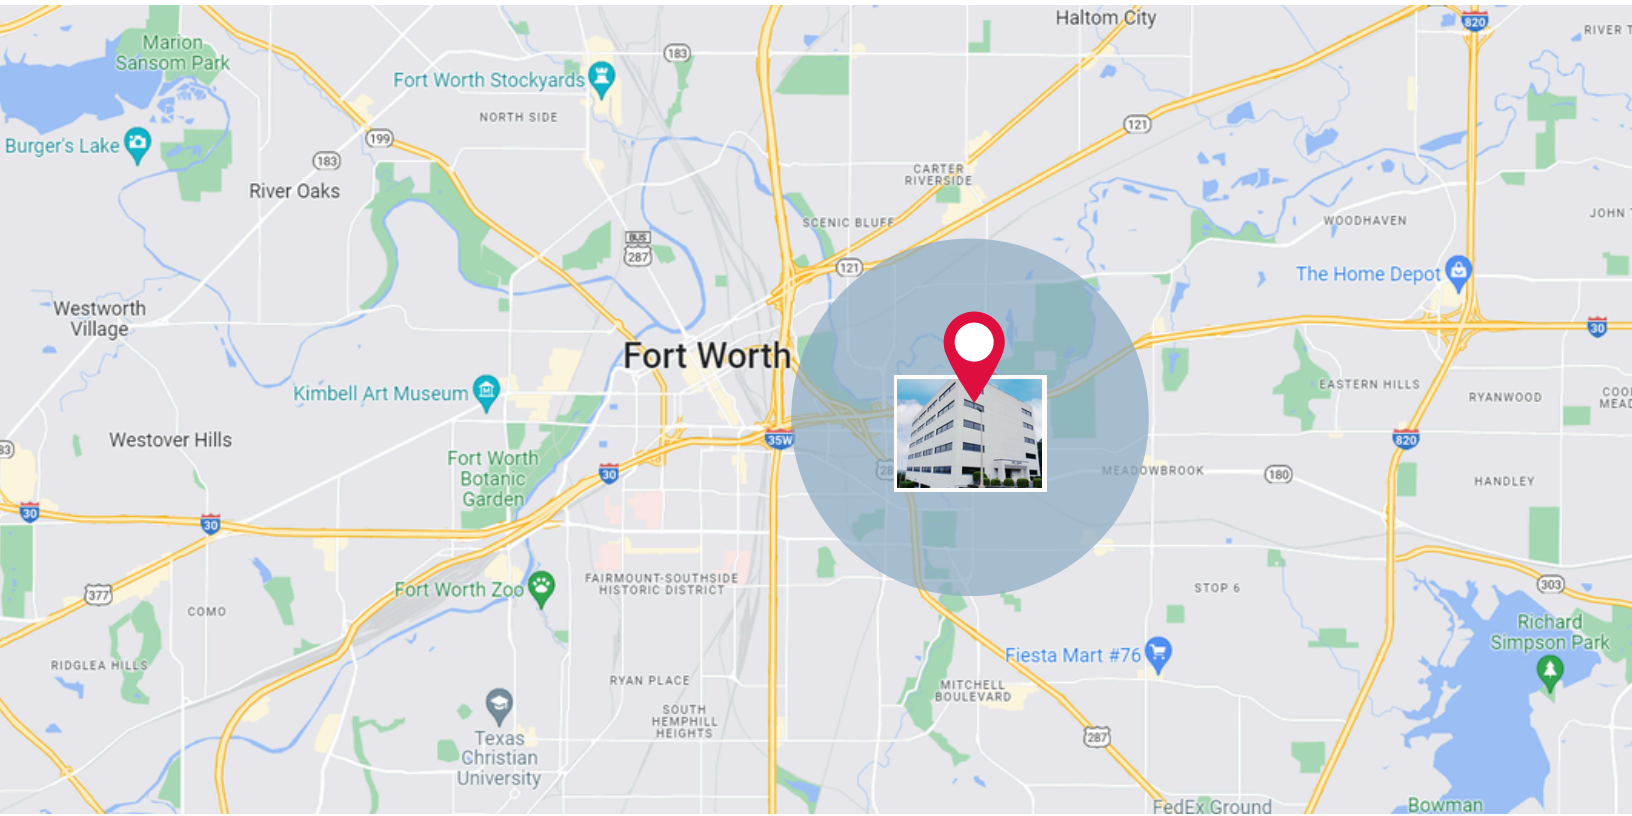 Haltom City
820
RIVER T
Marion
Sansom Park
183
Fort Worth Stockyards
NORTH SIDE
121
199
Burger's Lake
183
River Oaks
CARTER
RIVERSIDE
SCENIC BLUFF
WOODHAVEN
JOHN T
BUS
287
121
The Home Depot
Westworth
Village
30
Fort Worth
Kimbell Art Museum
EASTERN HILLS
RYANWOOD
COO
MEAD
Westover Hills
35W
820
83
Fort Worth
Botanic
Garden
30
28
MEADOWBROOK
180
HANDLEY
30
30
377
COMO
Fort Worth Zoo
FAIRMOUNT-SOUTHSIDE
HISTORIC DISTRICT
STOP 6
303
Richard
Simpson Park
RIDGLEA HILLS
RYAN PLACE
Fiesta Mart #76
MITCHELL
BOULEVARD
SOUTH
HEMPHILL
HEIGHTS
Texas
Christian
University
287
FedEx Ground
Bowman